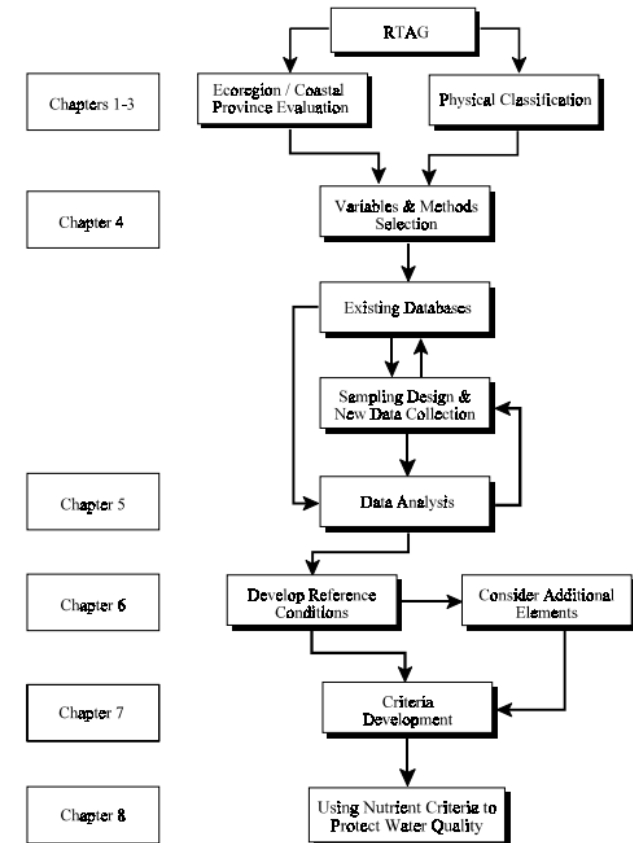 RTAG
Chapters 1-3
Ecoregion / Coastal
Province Evaluation
Physical Classification
Chapter 4
Variables & Methods
Selection
Existing Databases
Sampling Design &
New Data Collection
Chapter 5
Data Analysis
Chapter 6
Develop Reference
Conditions
Consider Additional
Elements
Chapter 7
Criteria
Development
Chapter 8
Using Nutrient Criteria to
Protect Water Quality